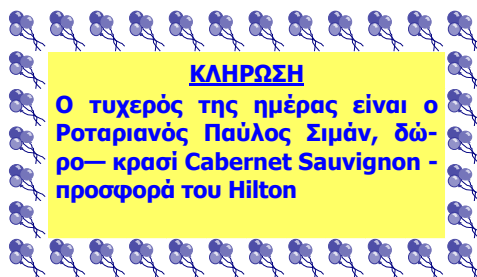 ΚΛΗΡΩΣΗ
Ο τυχερός της ημέρας είναι ο
Ροταριανός Παύλος Σιμάν, δώ-
ρο— κρασί Cabernet Sauvignon -
προσφορά του Hilton